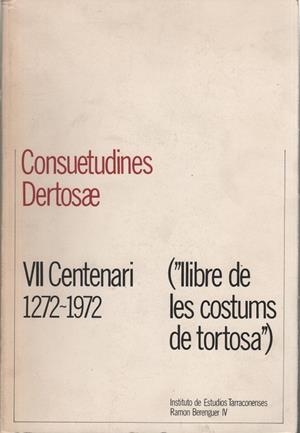 Consuetudines
Dertosæ
VII Centenari
1272~1972
("llibre de
les costums
de tortosa")
Instituto de Estudios Tarraconenses
Ramon Berenguer IV